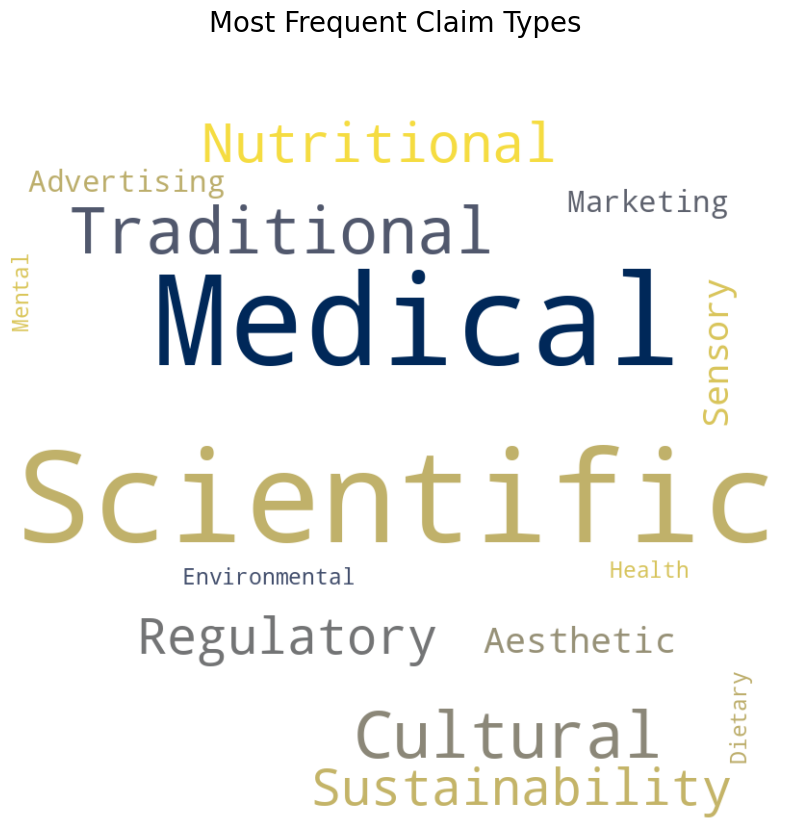 Most Frequent Claim Types
Nutritional
Advertising
Marketing
Traditional
Mental
Medical
Sensory
Scientific
Environmental
Health
Regulatory
Aesthetic
Dietary
Cultural
Sustainability